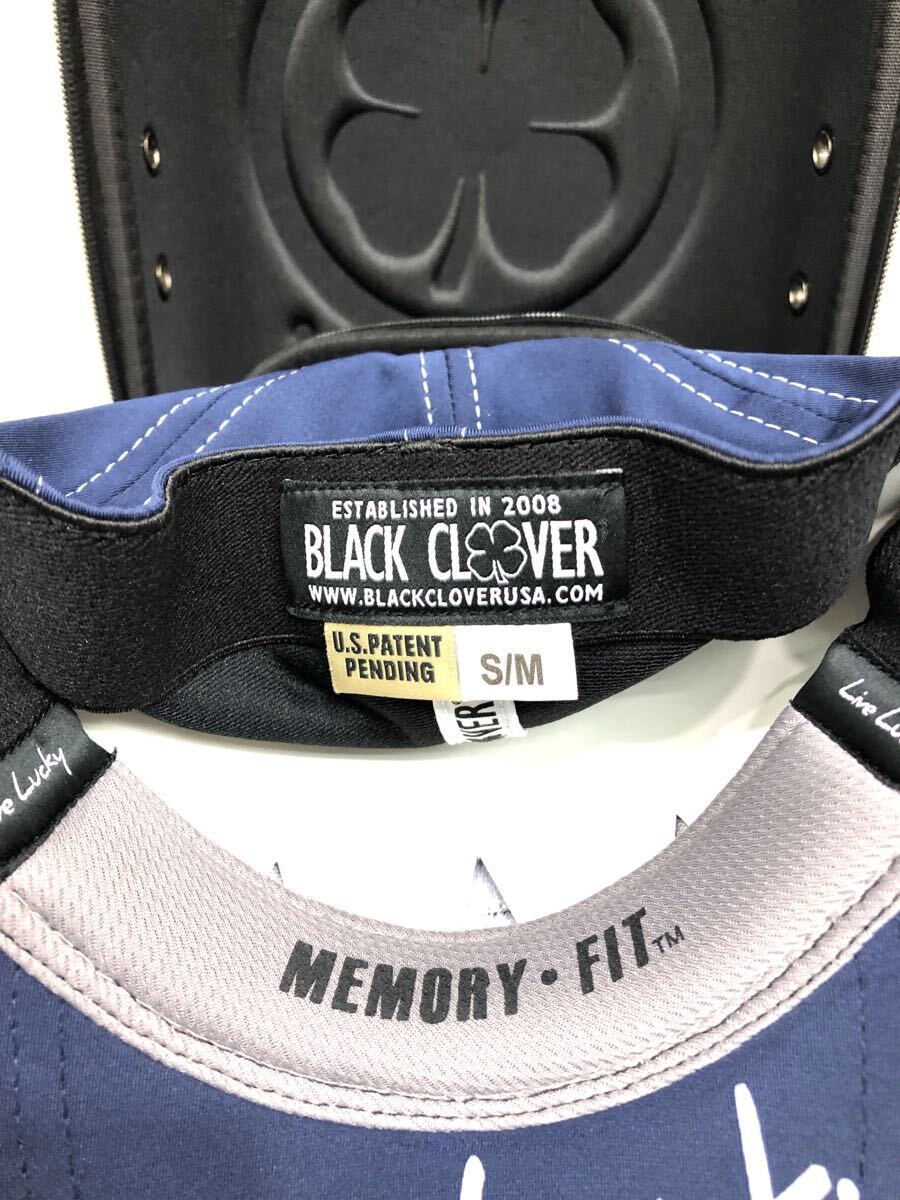 ESTABLISHED IN 2008
BLACK CLOVER
WWW.BLACKCLOVERUSA.COM
U.S.PATENT
PENDING
S/M
Live
Lucky
MEMORY • FIT™